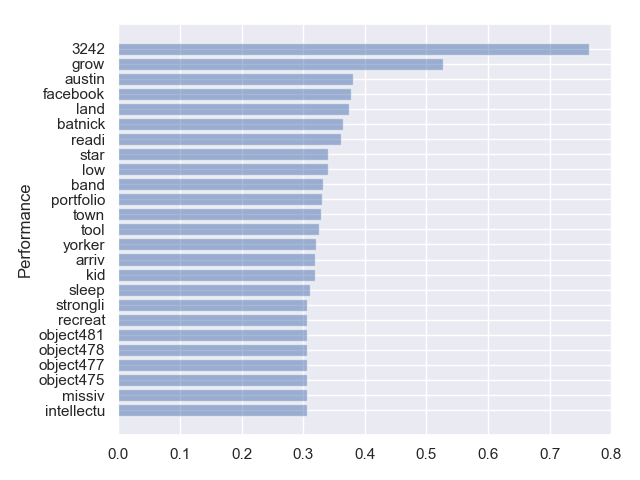 3242
grow
austin
facebook
land
batnick
readi
star
low
band
portfolio
town
tool
yorker
arriv
kid
sleep
strongli
recreat
object481
object478
object477
object475
missiv
intellectu
Performance
0.0 0.1 0.2 0.3 0.4 0.5 0.6 0.7 0.8